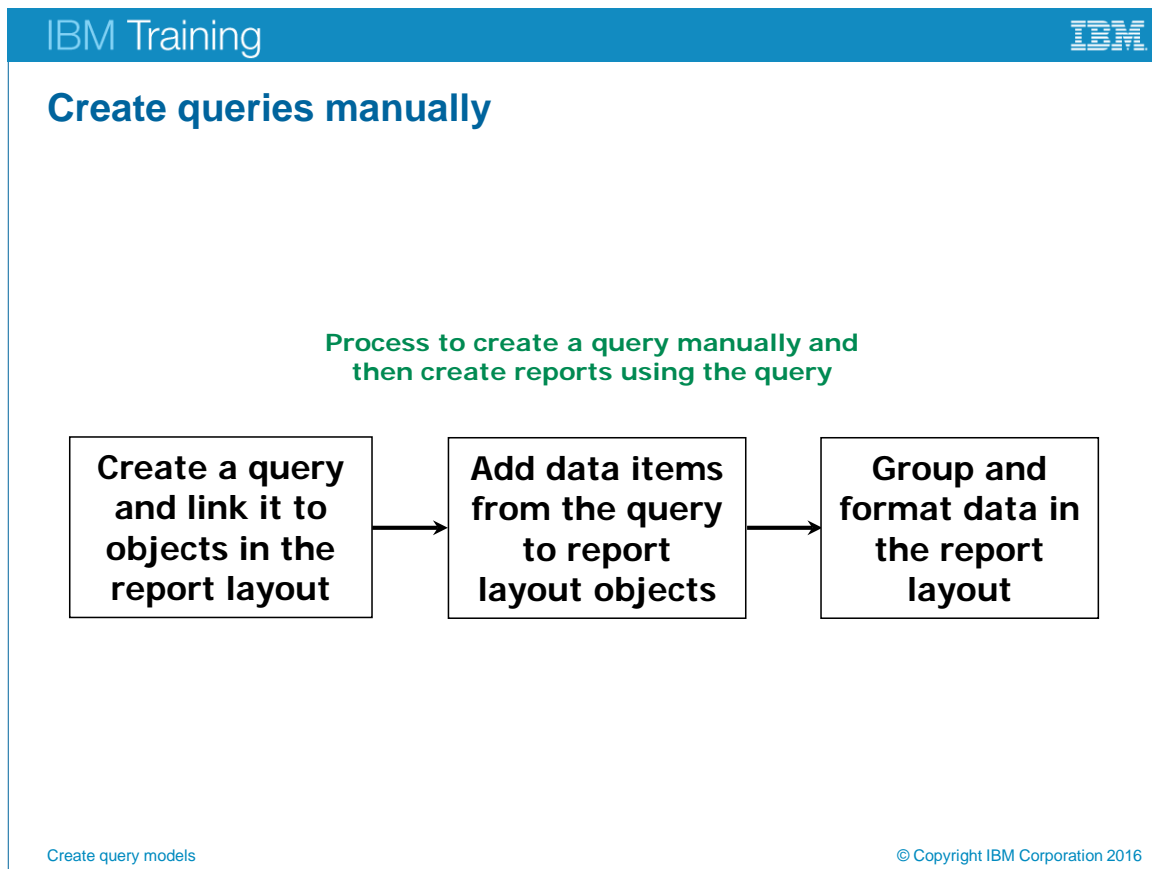 IBM Training
IBM
Create queries manually
Process to create a query manually and
then create reports using the query
Create a query
and link it to
objects in the
report layout
Add data items
from the query
to report
layout objects
Group and
format data in
the report
layout
Create query models
© Copyright IBM Corporation 2016